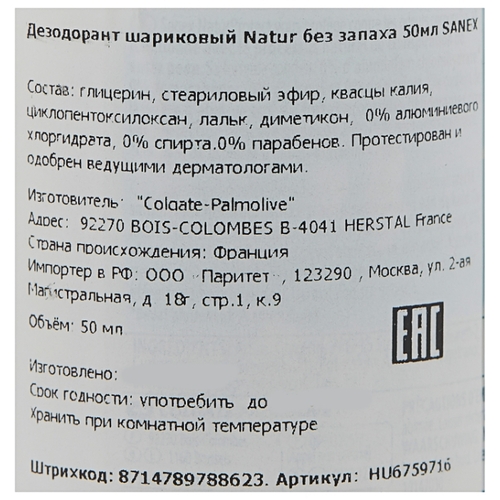 Дезодорант шариковый Natur без запаха 50мл SANEX
Состав: глицерин, стеариловый эфир, квасцы калия,
циклопентоксилоксан, лальк, диметикон, 0% алюминиевого
хлоргидрата, 0% спирта.0% парабенов. Протестирован и
одобрен ведущими дерматологами.
Изготовитель: "Colgate-Palmolive"
Адрес: 92270 BOIS-COLOMBES B-4041 HERSTAL France
Страна происхождения: Франция
Импортер в РФ: ООО "Паритет", 123290 , Москва, ул. 2-ая
Магистральная, д 18г, стр.1, к.9
Объём: 50 мл
EAC
Изготовлено:
Срок годности: употребить до
Хранить при комнатной температуре
Штрихкод: 8714789788623. Артикул: HU6759716